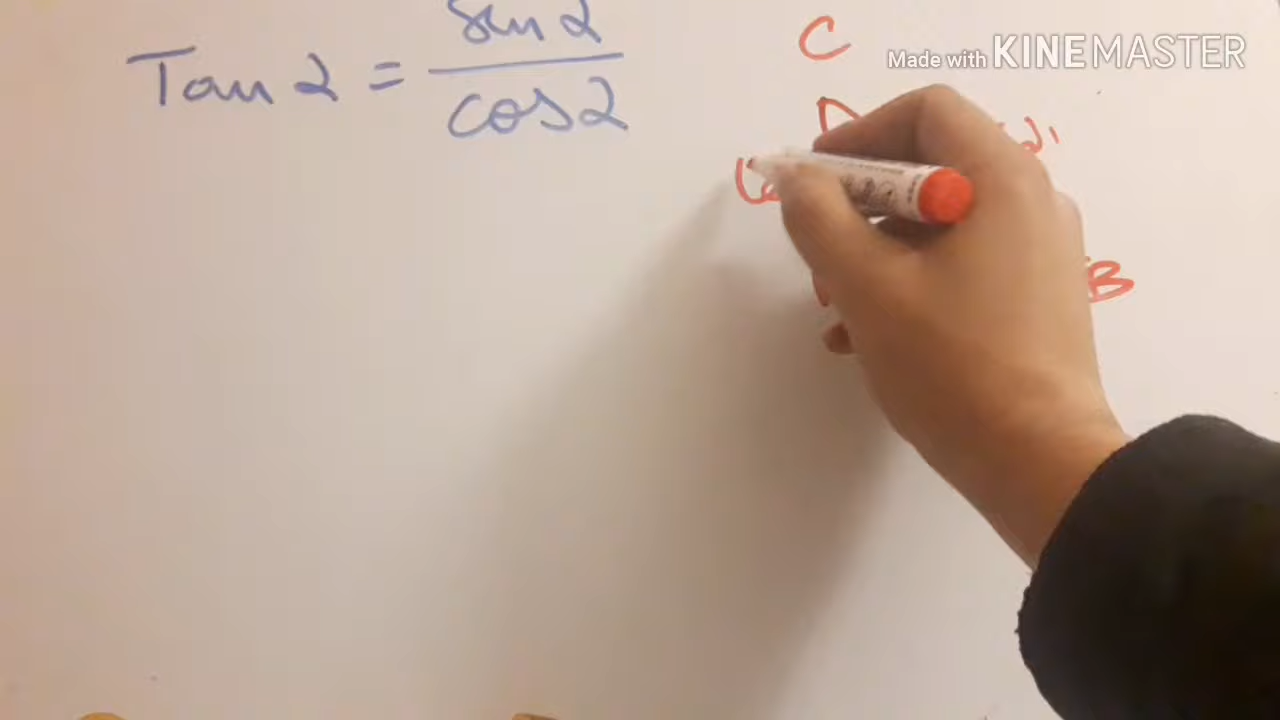 sin 2
Tan 2 = ―――
cos 2
C
Made with KINEMASTER
B